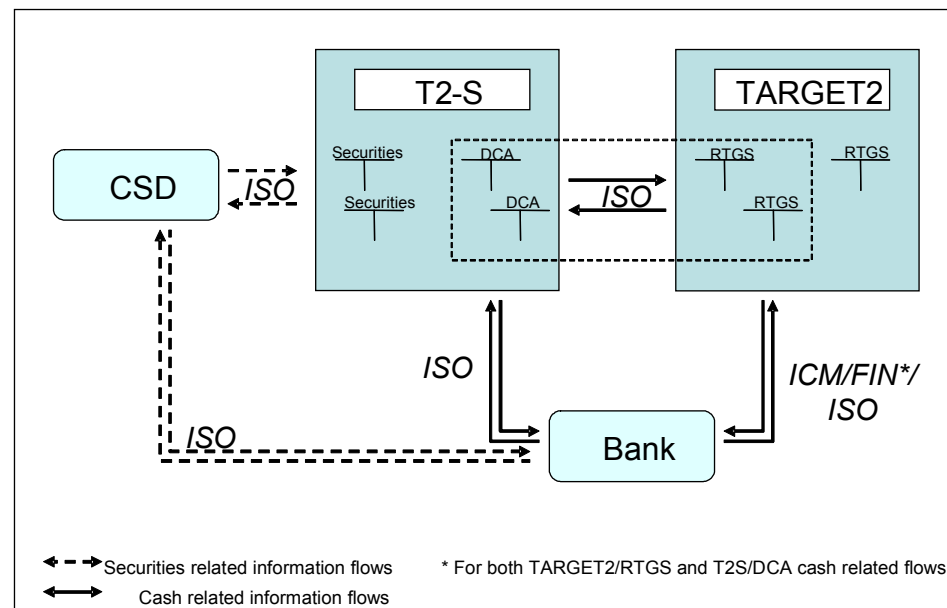 T2-S
TARGET2
Securities
DCA
RTGS
RTGS
CSD
ISO
ISO
Securities
DCA
RTGS
ISO
ICM/FIN*/
ISO
ISO
Bank
Securities related information flows
* For both TARGET2/RTGS and T2S/DCA cash related flows
Cash related information flows